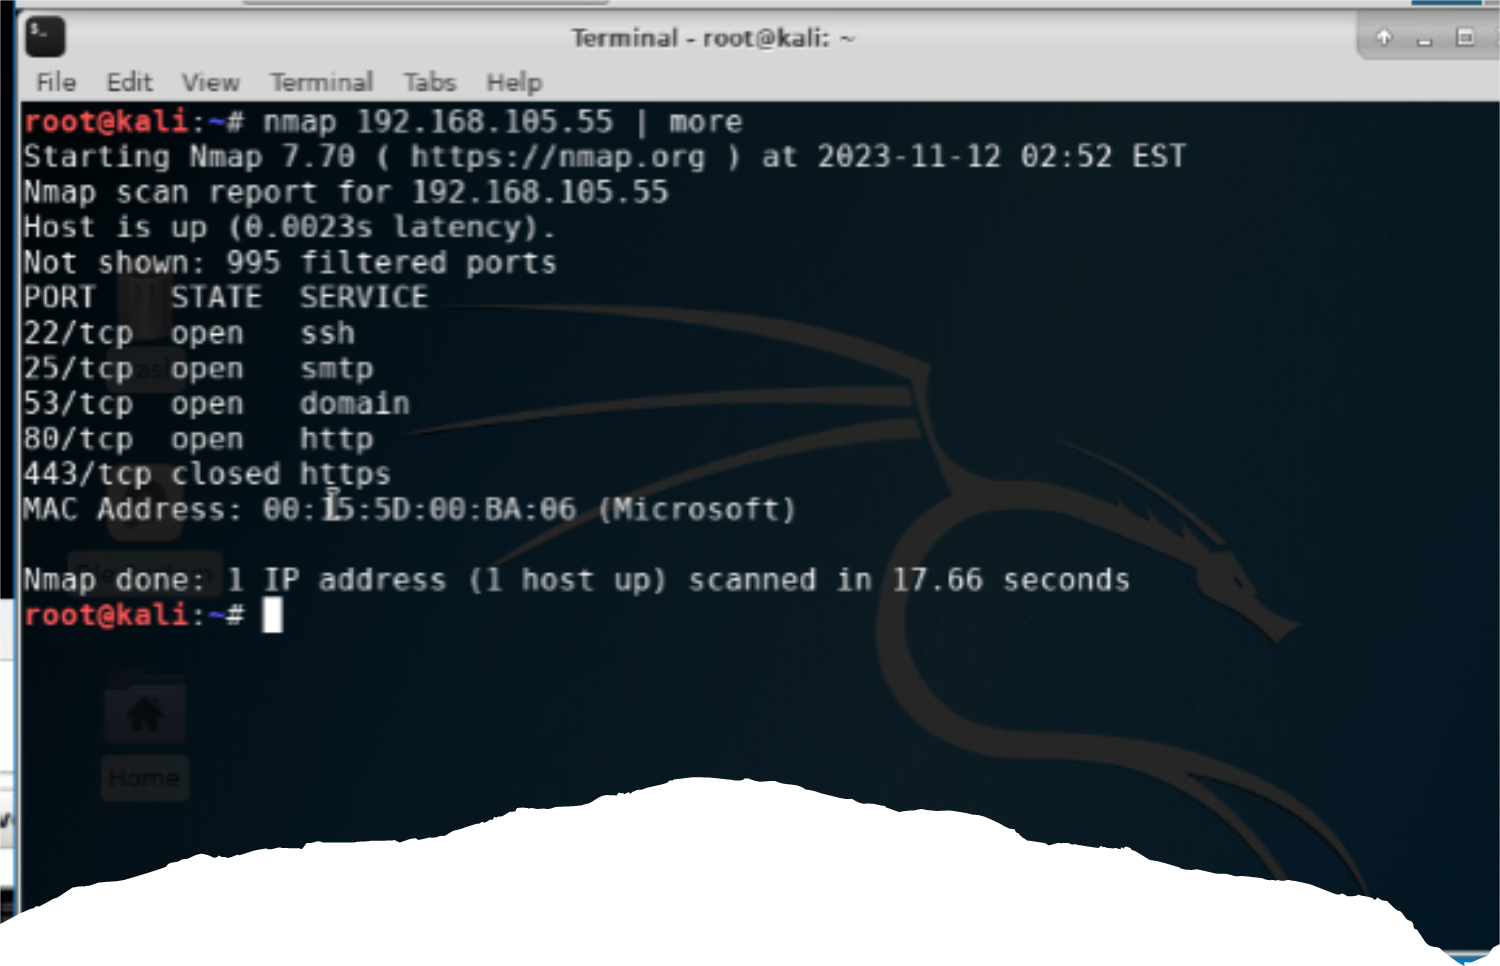 Terminal - root@kali: ~
File Edit View Terminal Tabs Help
root@kali:~# nmap 192.168.105.55 | more
Starting Nmap 7.70 ( https://nmap.org ) at 2023-11-12 02:52 EST
Nmap scan report for 192.168.105.55
Host is up (0.0023s latency).
Not shown: 995 filtered ports
PORT    STATE  SERVICE
22/tcp  open   ssh
25/tcp  open   smtp
53/tcp  open   domain
80/tcp  open   http
443/tcp closed https
MAC Address: 00:15:5D:00:BA:06 (Microsoft)
Nmap done: 1 IP address (1 host up) scanned in 17.66 seconds
root@kali:~#
Home